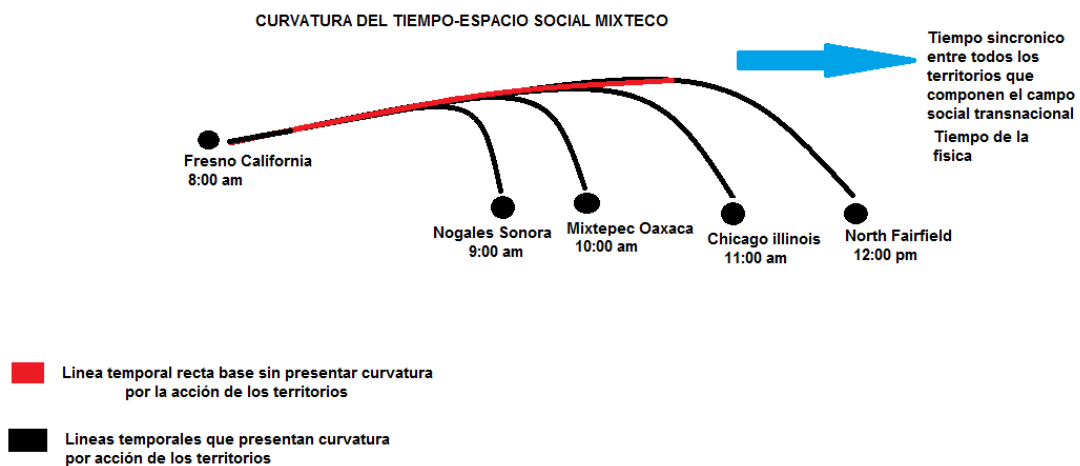 CURVATURA DEL TIEMPO-ESPACIO SOCIAL MIXTECO
Tiempo sincronico
entre todos los
territorios que
componen el campo
social transnacional
Tiempo de la
fisica
Fresno California
8:00 am
Nogales Sonora
9:00 am
Mixtepec Oaxaca
10:00 am
Chicago illinois
11:00 am
North Fairfield
12:00 pm
Linea temporal recta base sin presentar curvatura
por la acción de los territorios
Lineas temporales que presentan curvatura
por acción de los territorios